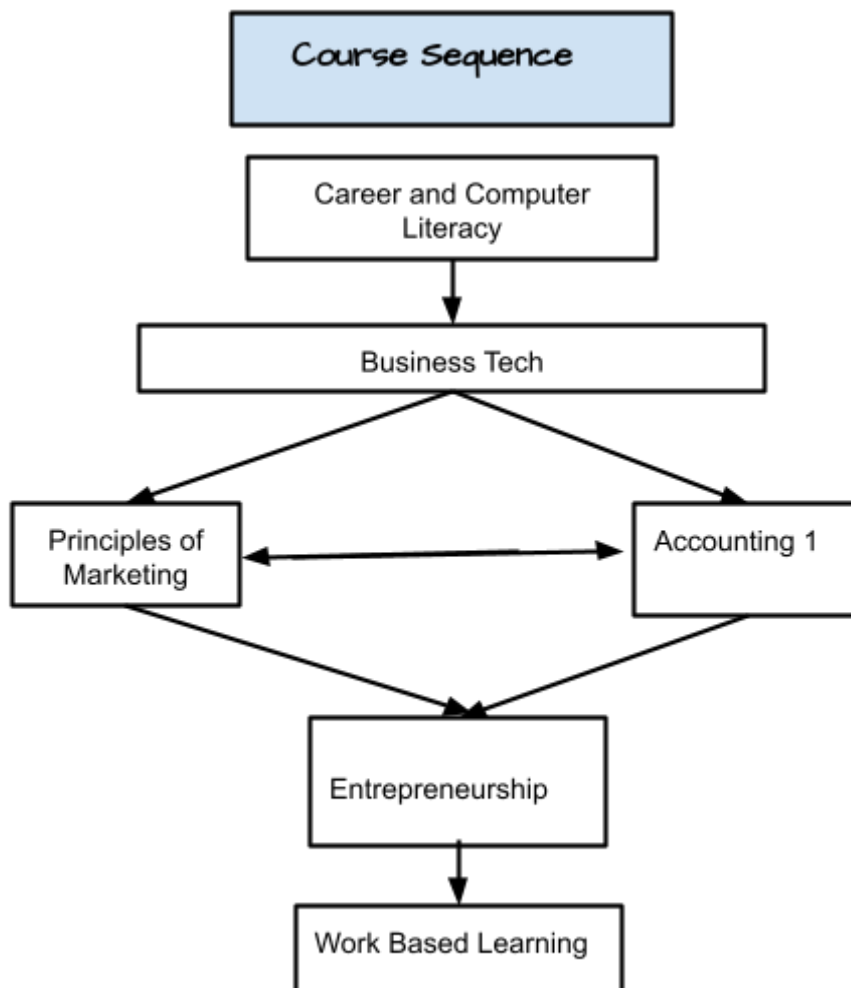 Course Sequence
Career and Computer
Literacy
Business Tech
Principles of
Marketing
Accounting 1
Entrepreneurship
Work Based Learning